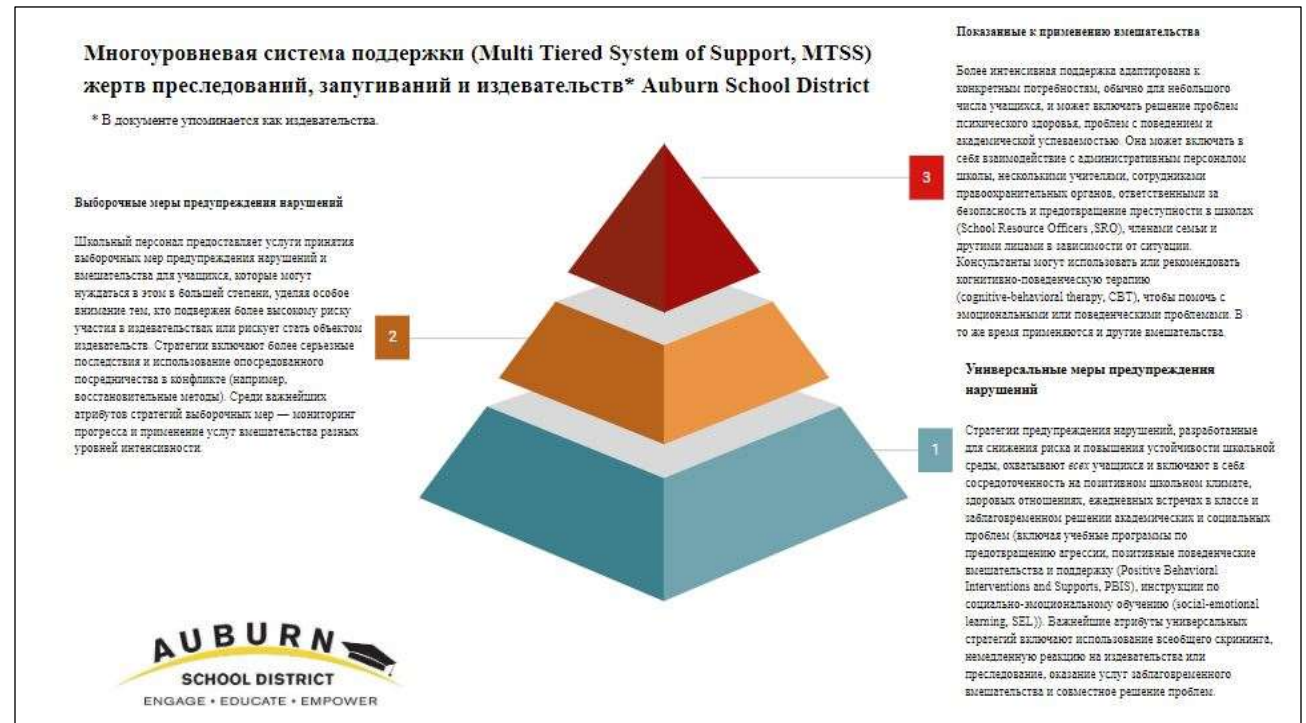 Многоуровневая система поддержки (Multi Tiered System of Support, MTSS)
жертв преследований, запугиваний и издевательств* Auburn School District
* В документе упоминается как издевательства.
Выборочные меры предупреждения нарушений
Школьный персонал предоставляет услуги принятия
выборочных мер предупреждения нарушений и
вмешательства для учащихся, которые могут
нуждаться в этом в большей степени, уделяя особое
внимание тем, кто подвержен более высокому риску
участия в издевательствах или рискует стать объектом
издевательств. Стратегии включают более серьезные
последствия и использование опосредованного
посредничества в конфликте (например,
восстановительные методы). Среди важнейших
атрибутов стратегий выборочных мер — мониторинг
прогресса и применение услуг вмешательства разных
уровней интенсивности.
2
Показанные к применению вмешательства
Более интенсивная поддержка адаптирована к
конкретным потребностям, обычно для небольшого
числа учащихся, и может включать решение проблем
психического здоровья, проблем с поведением и
академической успеваемостью. Она может включать в
себя взаимодействие с административным персоналом
школы, несколькими учителями, сотрудниками
правоохранительных органов, ответственными за
безопасность и предотвращение преступности в школах
(School Resource Officers ,SRO), членами семьи и
другими лицами в зависимости от ситуации.
Консультанты могут использовать или рекомендовать
когнитивно-поведенческую терапию
(cognitive-behavioral therapy, CBT), чтобы помочь с
эмоциональными или поведенческими проблемами. В
то же время применяются и другие вмешательства.
3
Универсальные меры предупреждения
нарушений
Стратегии предупреждения нарушений, разработанные
для снижения риска и повышения устойчивости школьной
среды, охватывают всех учащихся и включают в себя
сосредоточенность на позитивном школьном климате,
здоровых отношениях, ежедневных встречах в классе и
заблаговременном решении академических и социальных
проблем (включая учебные программы по
предотвращению агрессии, позитивные поведенческие
вмешательства и поддержку (Positive Behavioral
Interventions and Supports, PBIS), инструкции по
социально-эмоциональному обучению (social-emotional
learning, SEL)). Важнейшие атрибуты универсальных
стратегий включают использование всеобщего скрининга,
немедленную реакцию на издевательства или
преследование, оказание услуг заблаговременного
вмешательства и совместное решение проблем.
1
AUBURN
SCHOOL DISTRICT
ENGAGE • EDUCATE • EMPOWER